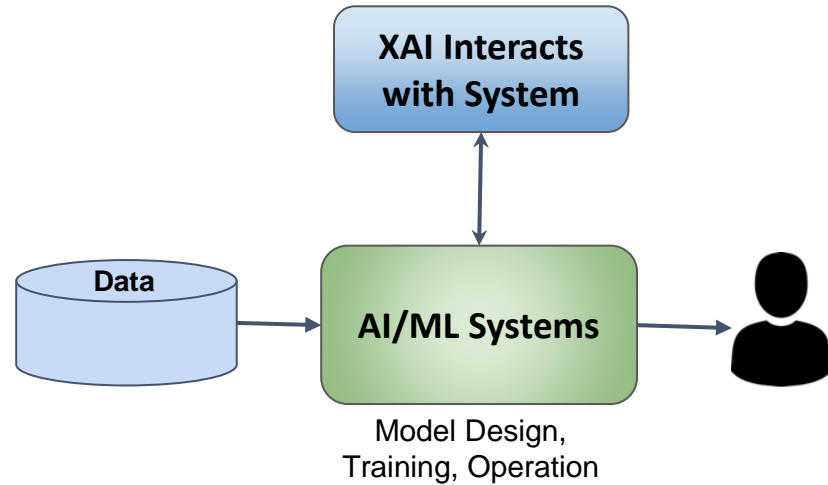 XAI Interacts
with System
Data
AI/ML Systems
Model Design,
Training, Operation